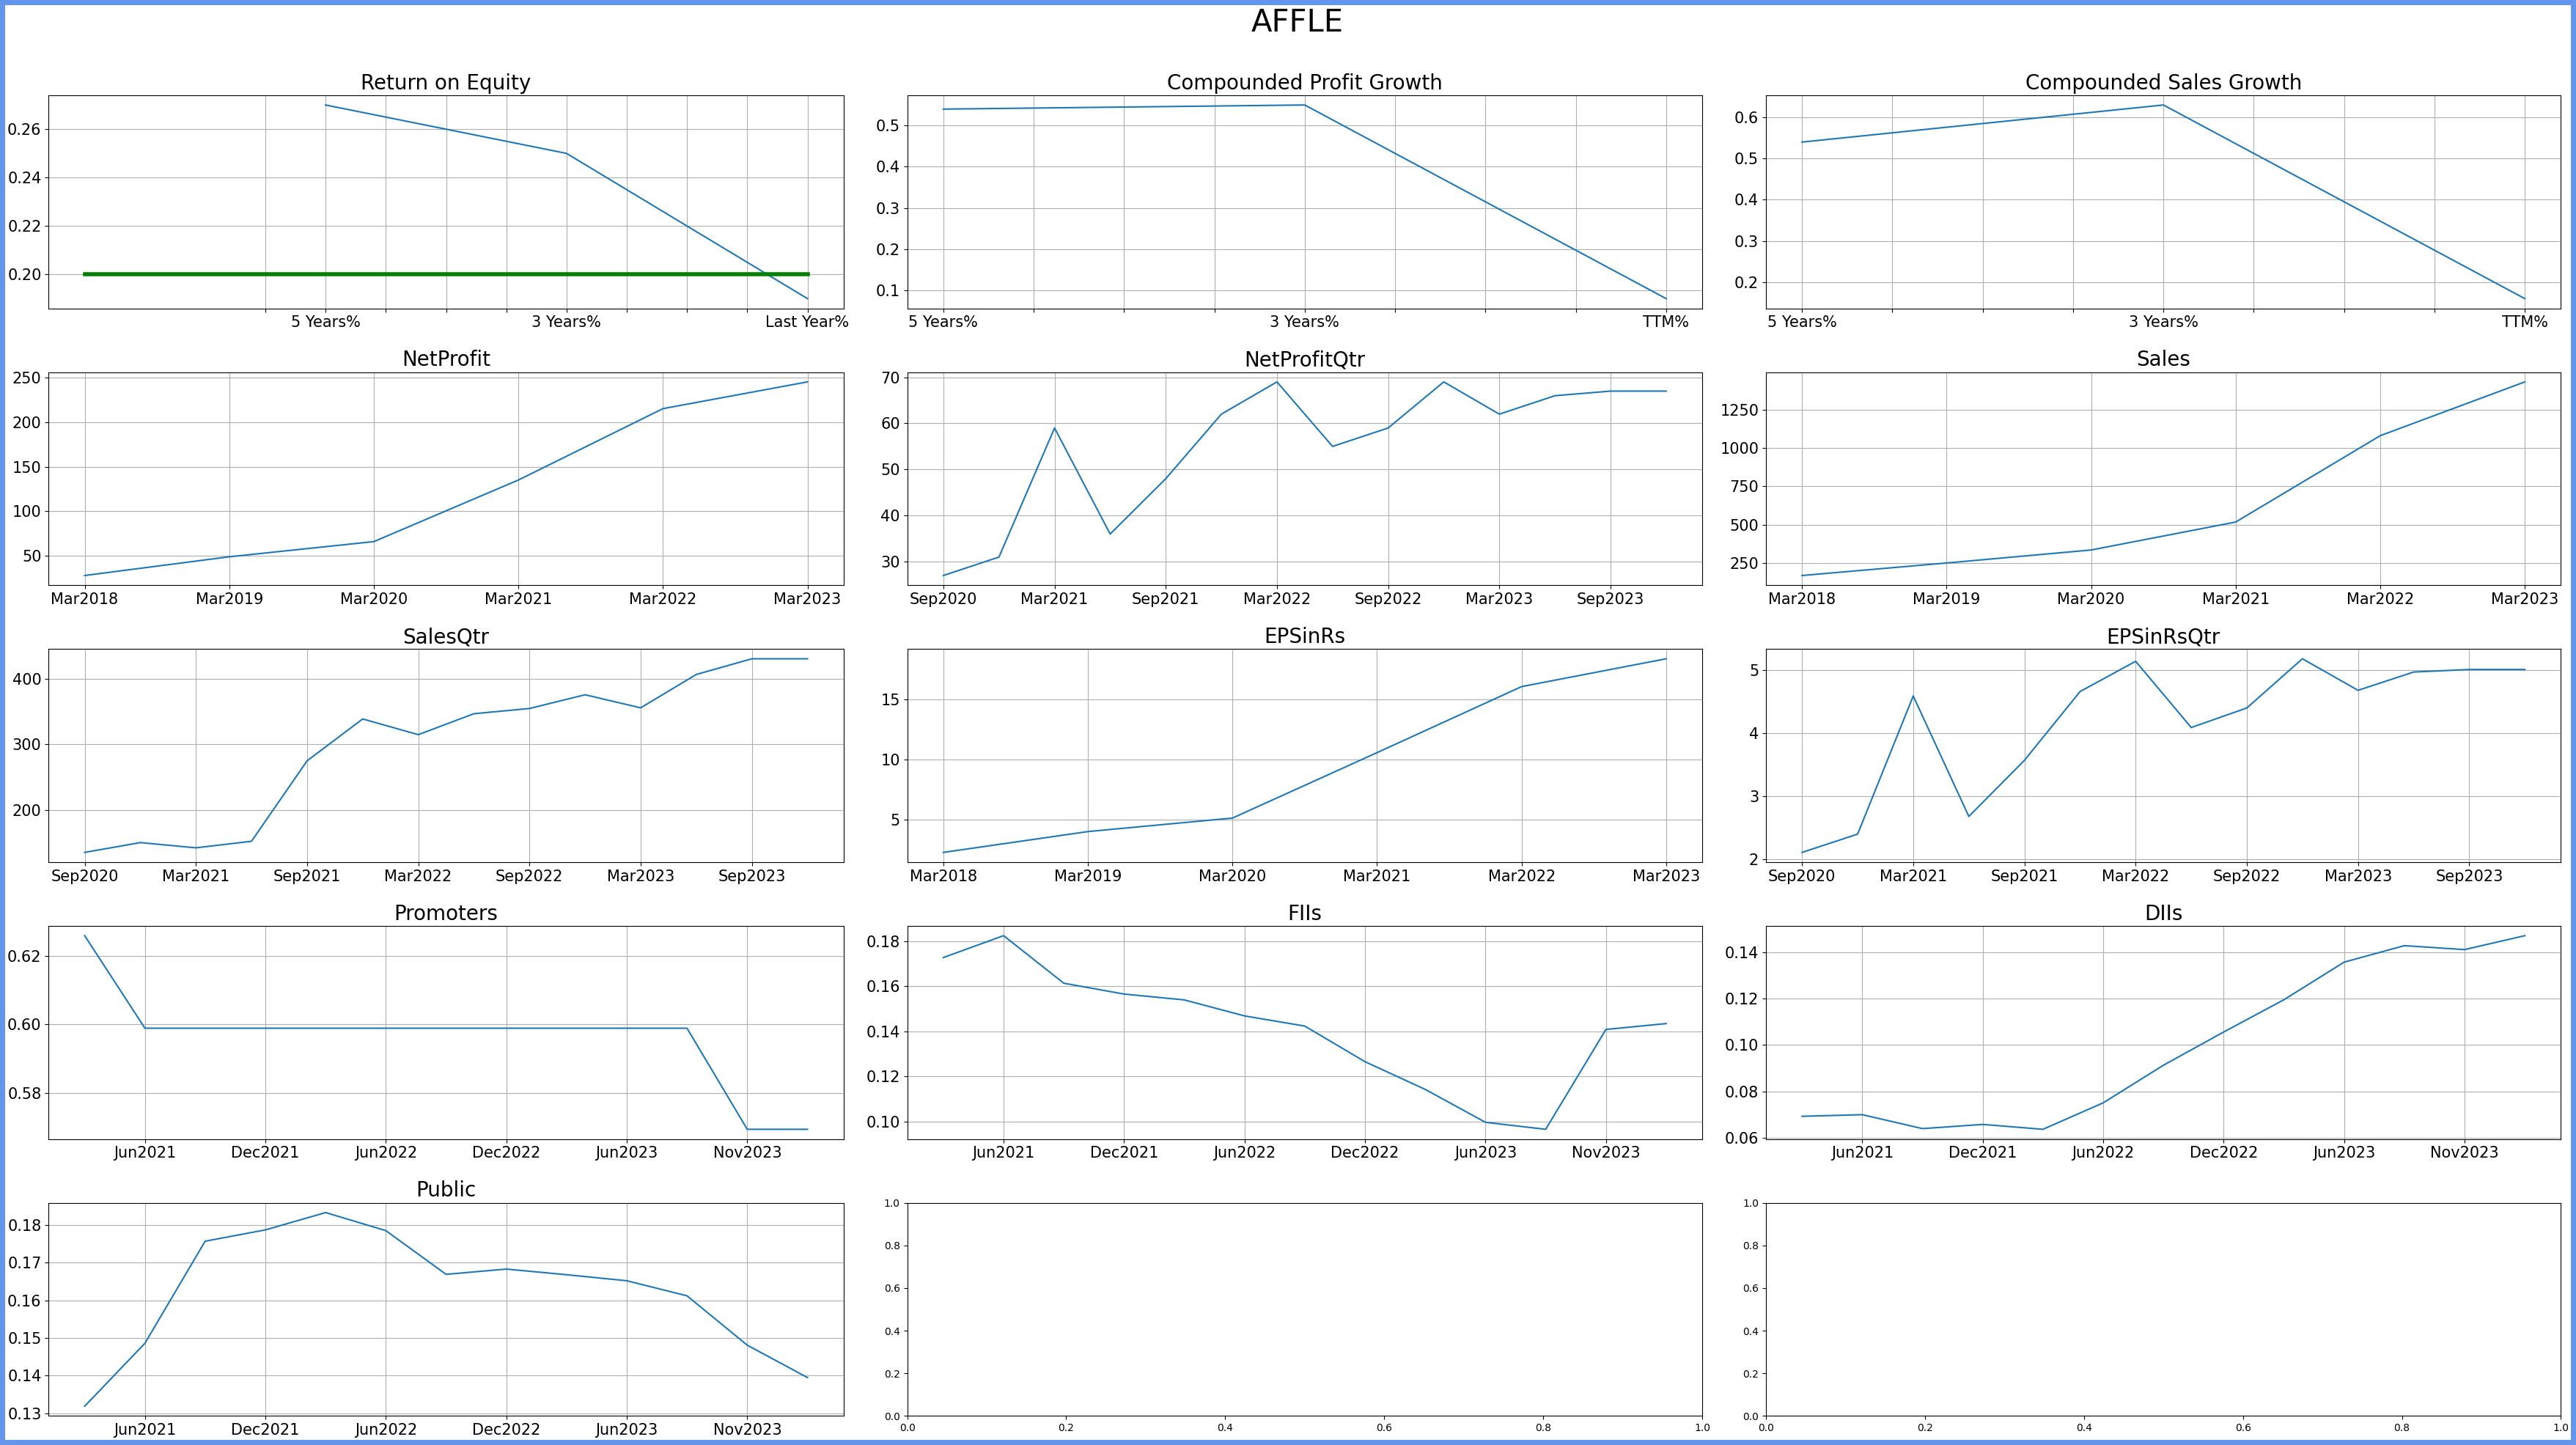 AFFLE
Return on Equity
0.26
0.24
0.22
0.20
5 Years% 3 Years% Last Year%
Compounded Profit Growth
0.5
0.4
0.3
0.2
0.1
5 Years% 3 Years% TTM%
Compounded Sales Growth
0.6
0.5
0.4
0.3
0.2
5 Years% 3 Years% TTM%
NetProfit
250
200
150
100
50
Mar2018 Mar2019 Mar2020 Mar2021 Mar2022 Mar2023
NetProfitQtr
70
60
50
40
30
Sep2020 Mar2021 Sep2021 Mar2022 Sep2022 Mar2023 Sep2023
Sales
1250
1000
750
500
250
Mar2018 Mar2019 Mar2020 Mar2021 Mar2022 Mar2023
SalesQtr
400
300
200
Sep2020 Mar2021 Sep2021 Mar2022 Sep2022 Mar2023 Sep2023
EPSinRs
15
10
5
Mar2018 Mar2019 Mar2020 Mar2021 Mar2022 Mar2023
EPSinRsQtr
5
4
3
2
Sep2020 Mar2021 Sep2021 Mar2022 Sep2022 Mar2023 Sep2023
Promoters
0.62
0.60
0.58
Jun2021 Dec2021 Jun2022 Dec2022 Jun2023 Nov2023
FIIs
0.18
0.16
0.14
0.12
0.10
Jun2021 Dec2021 Jun2022 Dec2022 Jun2023 Nov2023
DIIs
0.14
0.12
0.10
0.08
0.06
Jun2021 Dec2021 Jun2022 Dec2022 Jun2023 Nov2023
Public
0.18
0.17
0.16
0.15
0.14
0.13
Jun2021 Dec2021 Jun2022 Dec2022 Jun2023 Nov2023
1.0
0.8
0.6
0.4
0.2
0.0
0.0 0.2 0.4 0.6 0.8 1.0
1.0
0.8
0.6
0.4
0.2
0.0
0.0 0.2 0.4 0.6 0.8 1.0